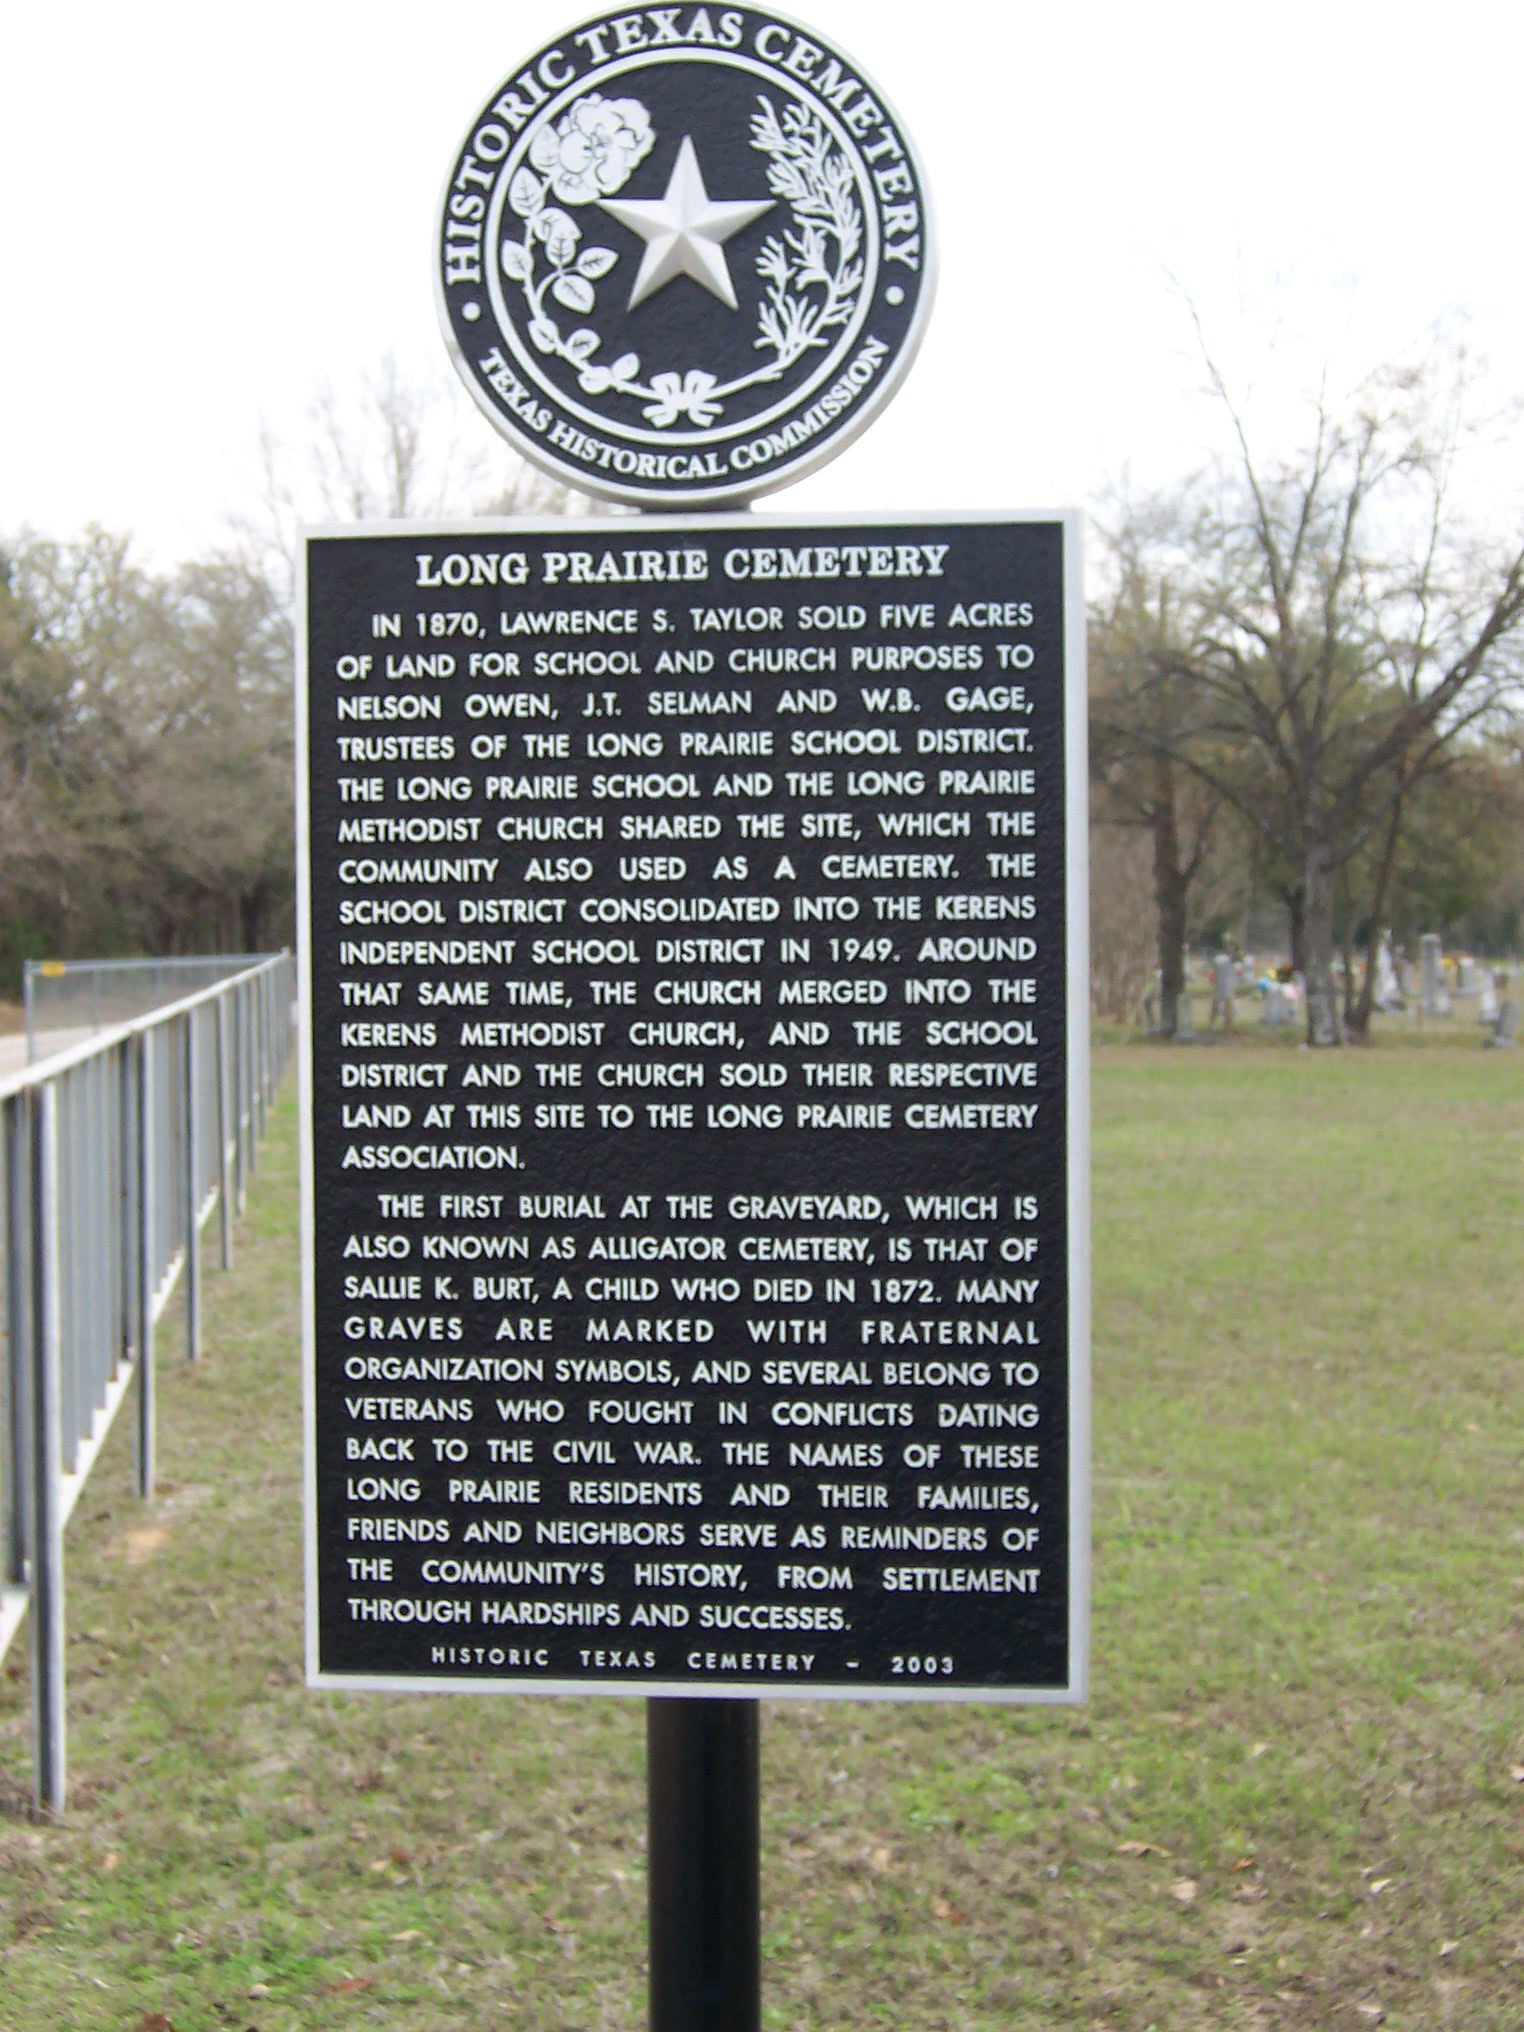 HISTORIC TEXAS CEMETERY
TEXAS HISTORICAL COMMISSION
LONG PRAIRIE CEMETERY
IN 1870, LAWRENCE S. TAYLOR SOLD FIVE ACRES
OF LAND FOR SCHOOL AND CHURCH PURPOSES TO
NELSON OWEN, J.T. SELMAN AND W.B. GAGE,
TRUSTEES OF THE LONG PRAIRIE SCHOOL DISTRICT.
THE LONG PRAIRIE SCHOOL AND THE LONG PRAIRIE
METHODIST CHURCH SHARED THE SITE, WHICH THE
COMMUNITY ALSO USED AS A CEMETERY. THE
SCHOOL DISTRICT CONSOLIDATED INTO THE KERENS
INDEPENDENT SCHOOL DISTRICT IN 1949. AROUND
THAT SAME TIME, THE CHURCH MERGED INTO THE
KERENS METHODIST CHURCH, AND THE SCHOOL
DISTRICT AND THE CHURCH SOLD THEIR RESPECTIVE
LAND AT THIS SITE TO THE LONG PRAIRIE CEMETERY
ASSOCIATION.
THE FIRST BURIAL AT THE GRAVEYARD, WHICH IS
ALSO KNOWN AS ALLIGATOR CEMETERY, IS THAT OF
SALLIE K. BURT, A CHILD WHO DIED IN 1872. MANY
GRAVES ARE MARKED WITH FRATERNAL
ORGANIZATION SYMBOLS, AND SEVERAL BELONG TO
VETERANS WHO FOUGHT IN CONFLICTS DATING
BACK TO THE CIVIL WAR. THE NAMES OF THESE
LONG PRAIRIE RESIDENTS AND THEIR FAMILIES,
FRIENDS AND NEIGHBORS SERVE AS REMINDERS OF
THE COMMUNITY'S HISTORY, FROM SETTLEMENT
THROUGH HARDSHIPS AND SUCCESSES.
HISTORIC TEXAS CEMETERY – 2003